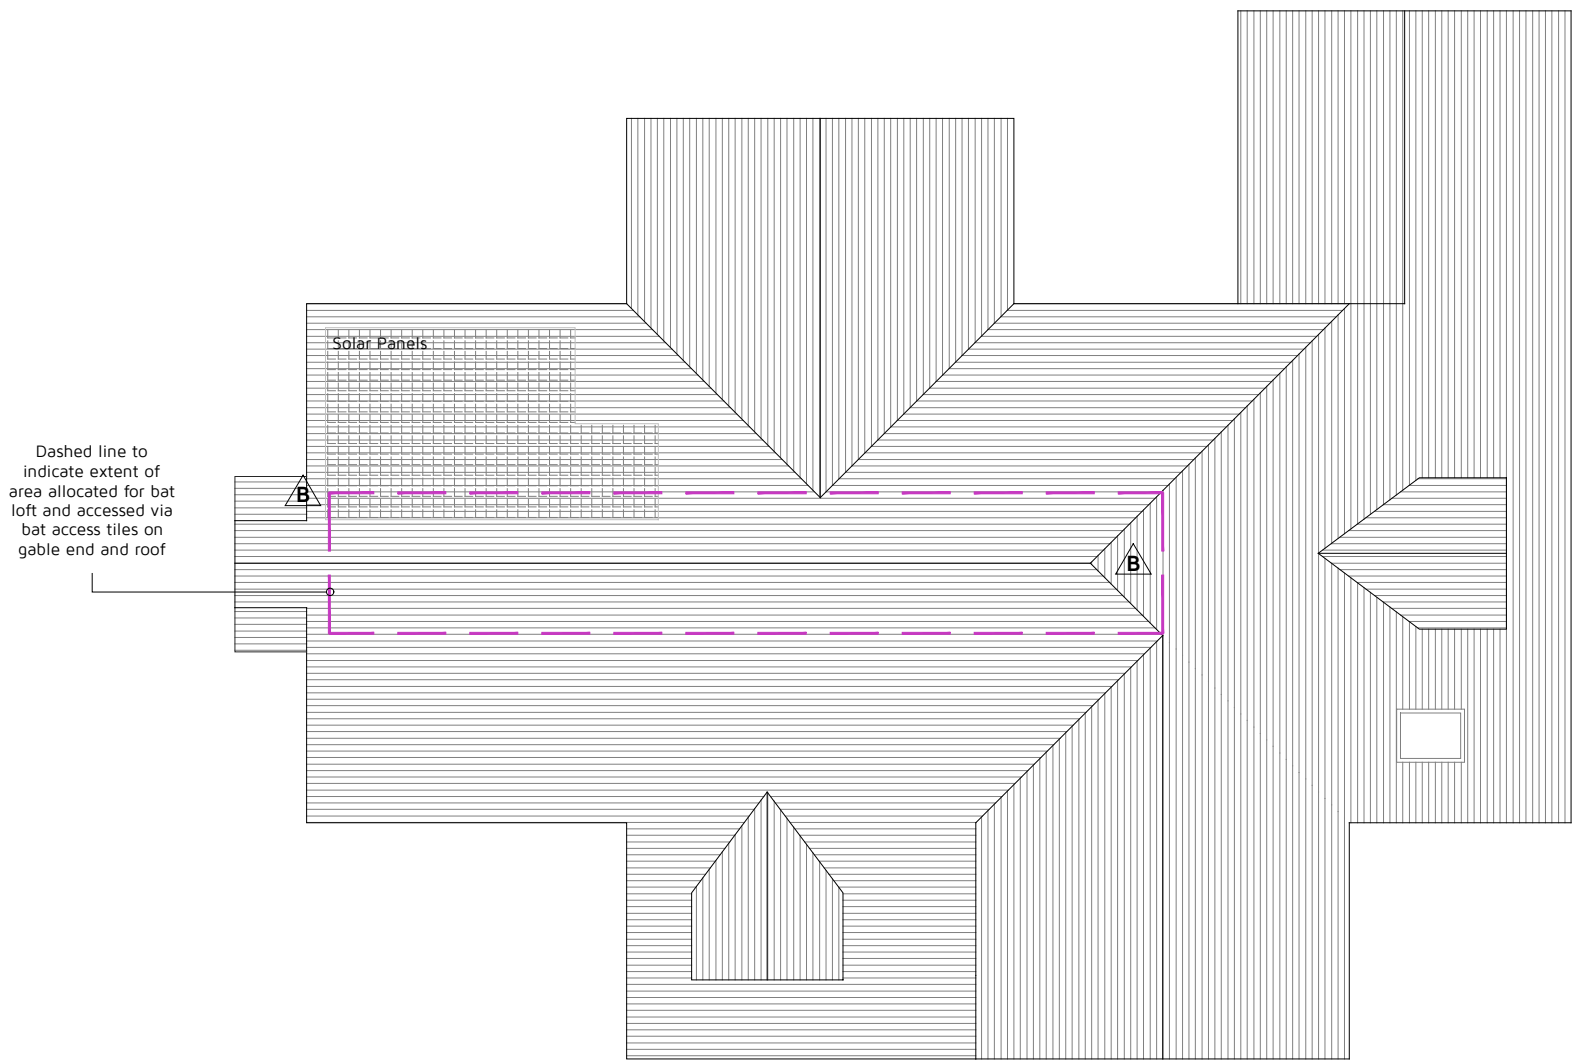 Solar Panels
Dashed line to
indicate extent of
area allocated for bat
loft and accessed via
bat access tiles on
gable end and roof
B
B